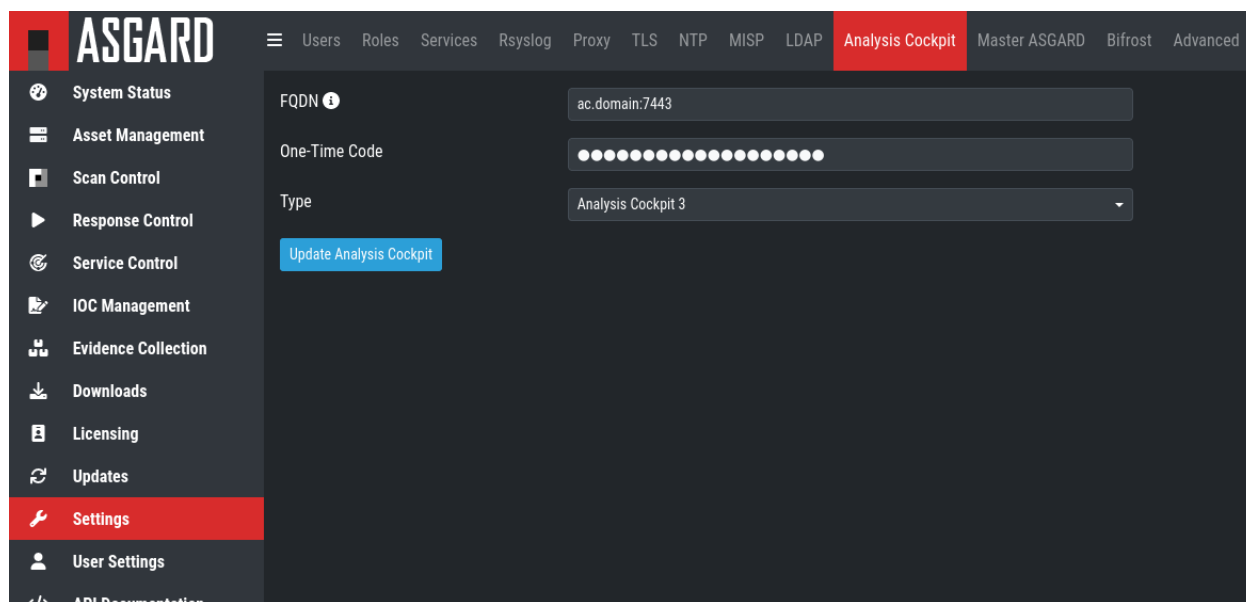 ASGARD
Users Roles Services Rsyslog Proxy TLS NTP MISP LDAP Analysis Cockpit Master ASGARD Bifrost Advanced
System Status
Asset Management
Scan Control
Response Control
Service Control
IOC Management
Evidence Collection
Downloads
Licensing
Updates
Settings
User Settings
API Documentation
FQDN
ac.domain:7443
One-Time Code
Type
Analysis Cockpit 3
Update Analysis Cockpit